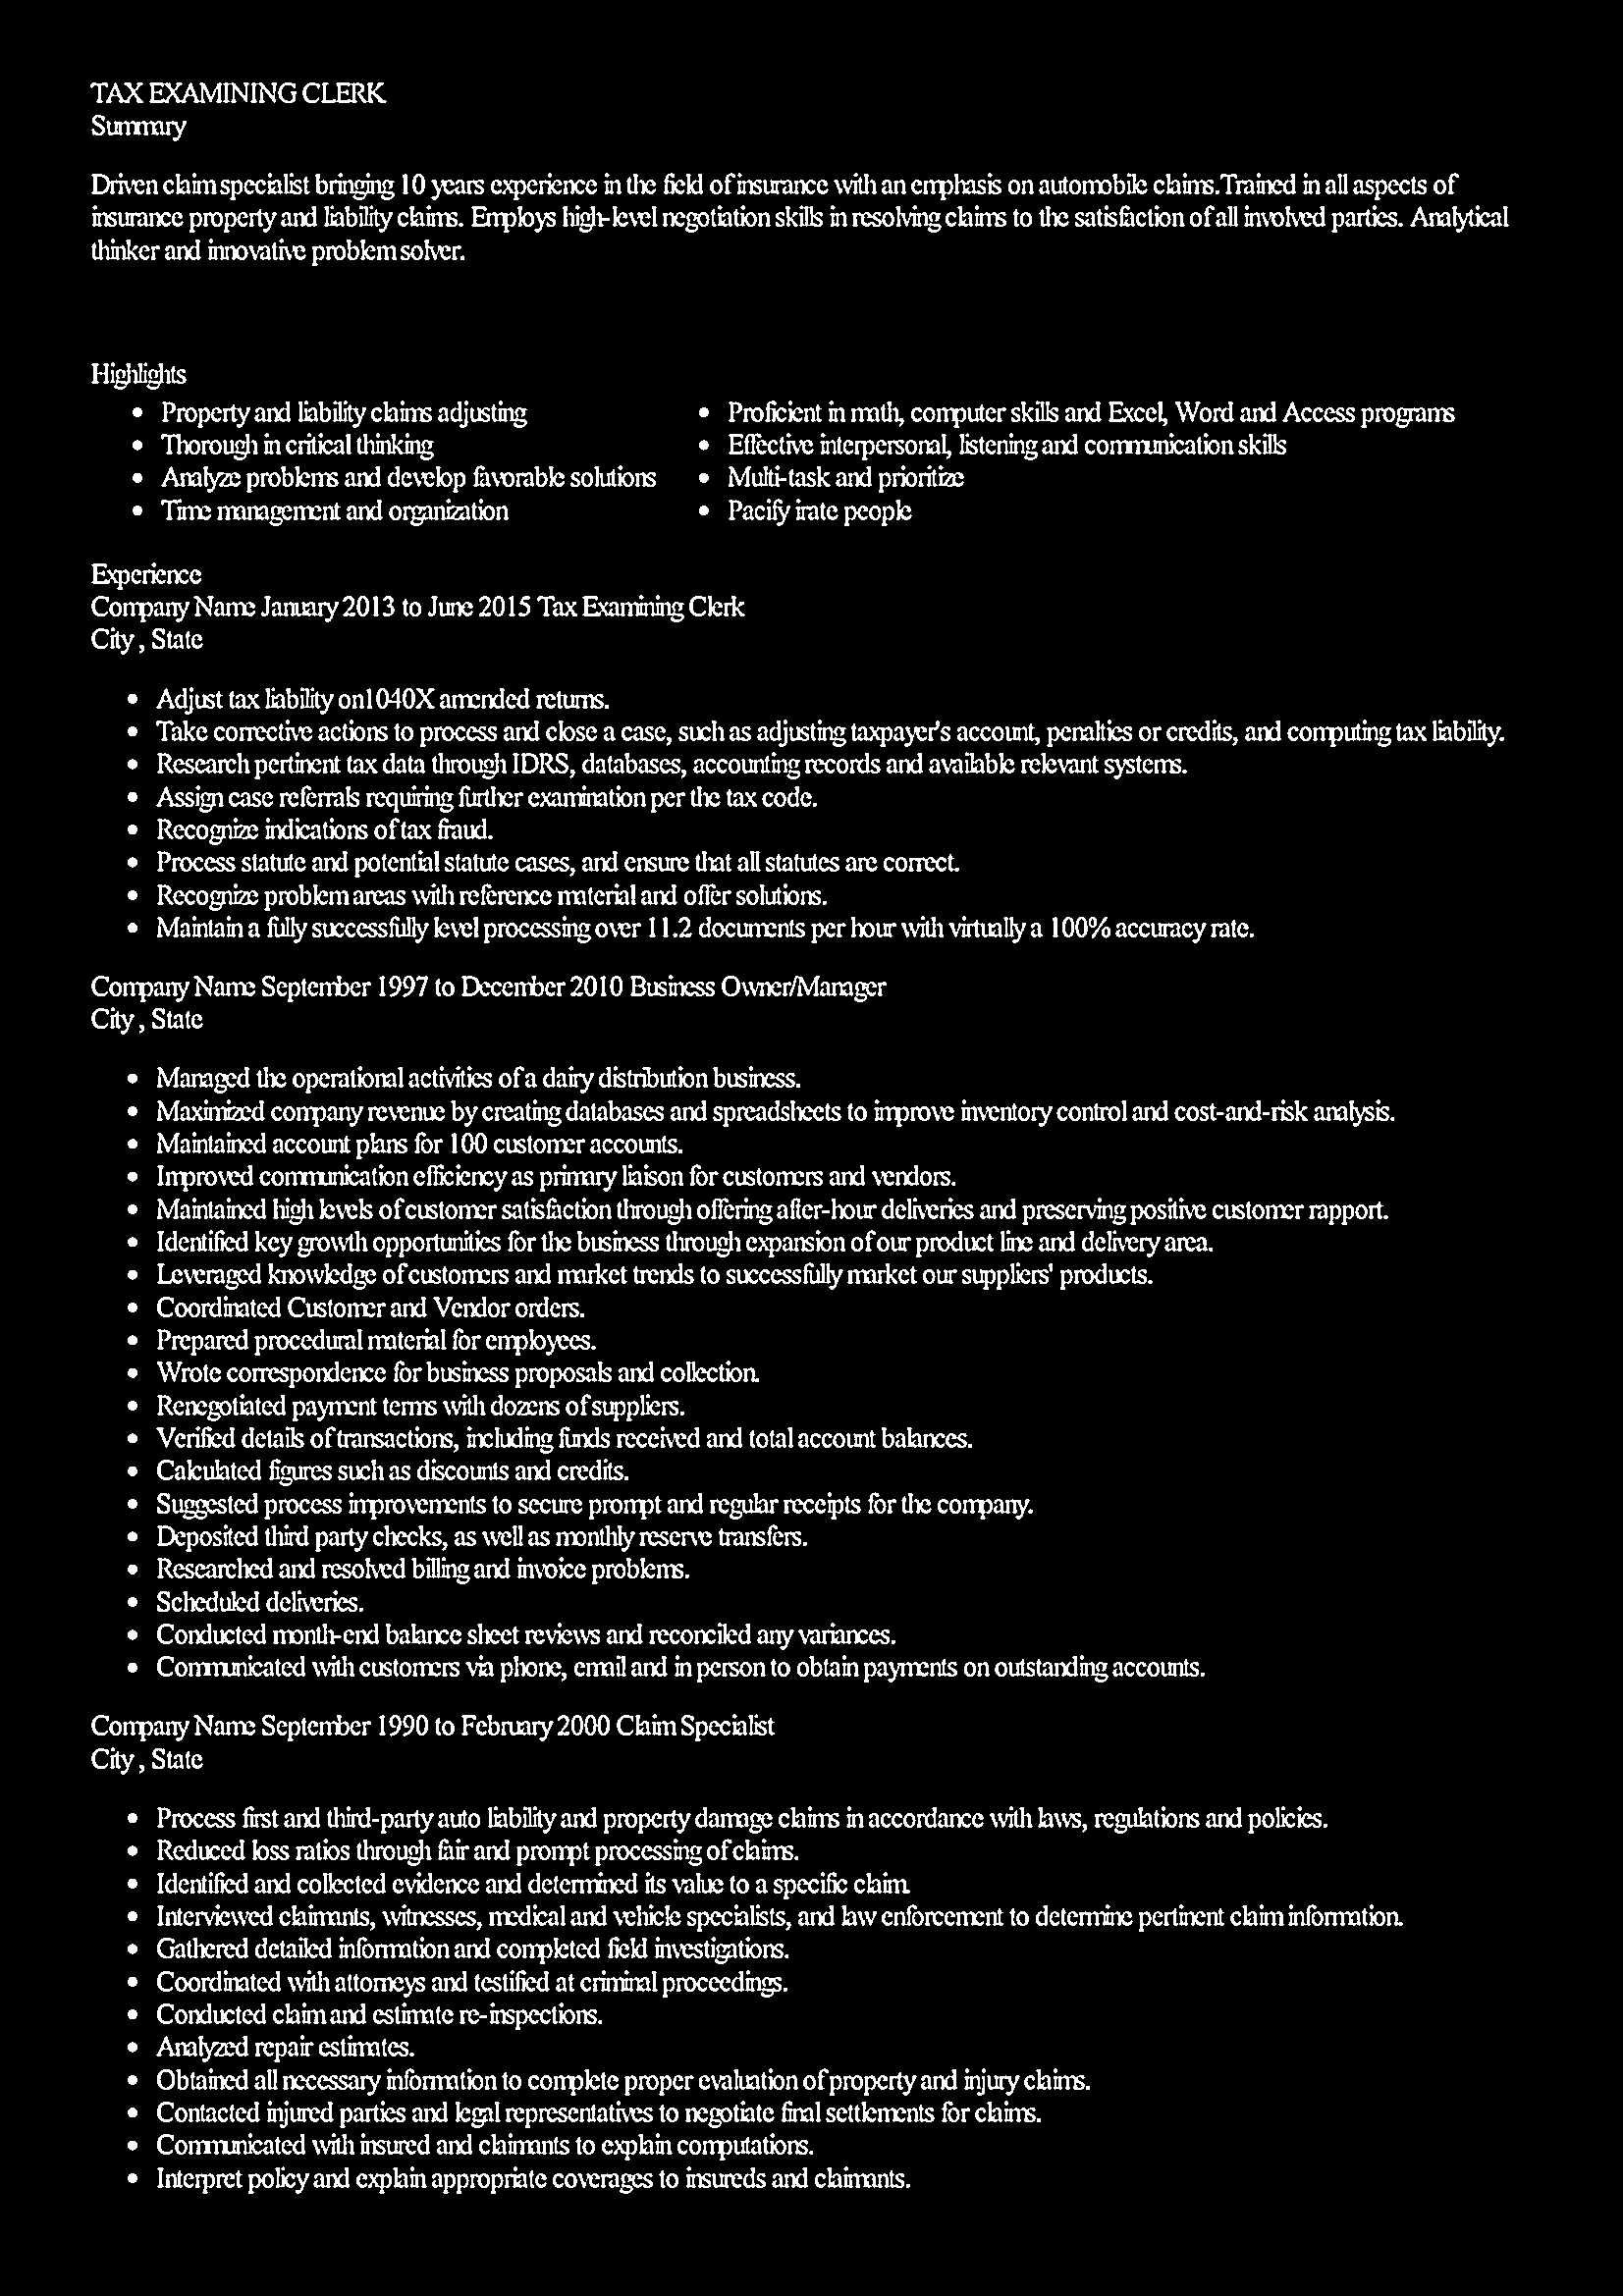 TAX EXAMINING CLERK
Summary
Driven claim specialist bringing 10 years experience in the field of insurance with an emphasis on automobile claims.Trained in all aspects of
insurance property and liability claims. Employs high-level negotiation skills in resolving claims to the satisfaction of all involved parties. Analytical
thinker and innovative problem solver.
Highlights
• Property and liability claims adjusting
• Thorough in critical thinking
• Analyze problems and develop favorable solutions
• Time management and organization
• Proficient in math, computer skills and Excel, Word and Access programs
• Effective interpersonal, listening and communication skills
• Multi-task and prioritize
• Pacify irate people
Experience
Company Name January 2013 to June 2015 Tax Examining Clerk
City , State
• Adjust tax liability on1040X amended returns.
• Take corrective actions to process and close a case, such as adjusting taxpayer's account, penalties or credits, and computing tax liability.
• Research pertinent tax data through IDRS, databases, accounting records and available relevant systems.
• Assign case referrals requiring further examination per the tax code.
• Recognize indications of tax fraud.
• Process statute and potential statute cases, and ensure that all statutes are correct.
• Recognize problem areas with reference material and offer solutions.
• Maintain a fully successfully level processing over 11.2 documents per hour with virtually a 100% accuracy rate.
Company Name September 1997 to December 2010 Business Owner/Manager
City , State
• Managed the operational activities of a dairy distribution business.
• Maximized company revenue by creating databases and spreadsheets to improve inventory control and cost-and-risk analysis.
• Maintained account plans for 100 customer accounts.
• Improved communication efficiency as primary liaison for customers and vendors.
• Maintained high levels of customer satisfaction through offering after-hour deliveries and preserving positive customer rapport.
• Identified key growth opportunities for the business through expansion of our product line and delivery area.
• Leveraged knowledge of customers and market trends to successfully market our suppliers' products.
• Coordinated Customer and Vendor orders.
• Prepared procedural material for employees.
• Wrote correspondence for business proposals and collection.
• Renegotiated payment terms with dozens of suppliers.
• Verified details of transactions, including funds received and total account balances.
• Calculated figures such as discounts and credits.
• Suggested process improvements to secure prompt and regular receipts for the company.
• Deposited third party checks, as well as monthly reserve transfers.
• Researched and resolved billing and invoice problems.
• Scheduled deliveries.
• Conducted month-end balance sheet reviews and reconciled any variances.
• Communicated with customers via phone, email and in person to obtain payments on outstanding accounts.
Company Name September 1990 to February 2000 Claim Specialist
City , State
• Process first and third-party auto liability and property damage claims in accordance with laws, regulations and policies.
• Reduced loss ratios through fair and prompt processing of claims.
• Identified and collected evidence and determined its value to a specific claim.
• Interviewed claimants, witnesses, medical and vehicle specialists, and law enforcement to determine pertinent claim information.
• Gathered detailed information and completed field investigations.
• Coordinated with attorneys and testified at criminal proceedings.
• Conducted claim and estimate re-inspections.
• Analyzed repair estimates.
• Obtained all necessary information to complete proper evaluation of property and injury claims.
• Contacted injured parties and legal representatives to negotiate final settlements for claims.
• Communicated with insured and claimants to explain computations.
• Interpret policy and explain appropriate coverages to insureds and claimants.